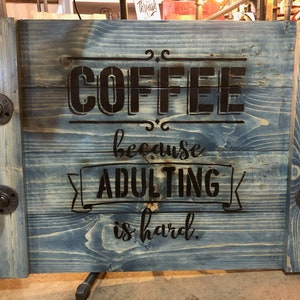 COFFEE
because
ADULTING
is hard.